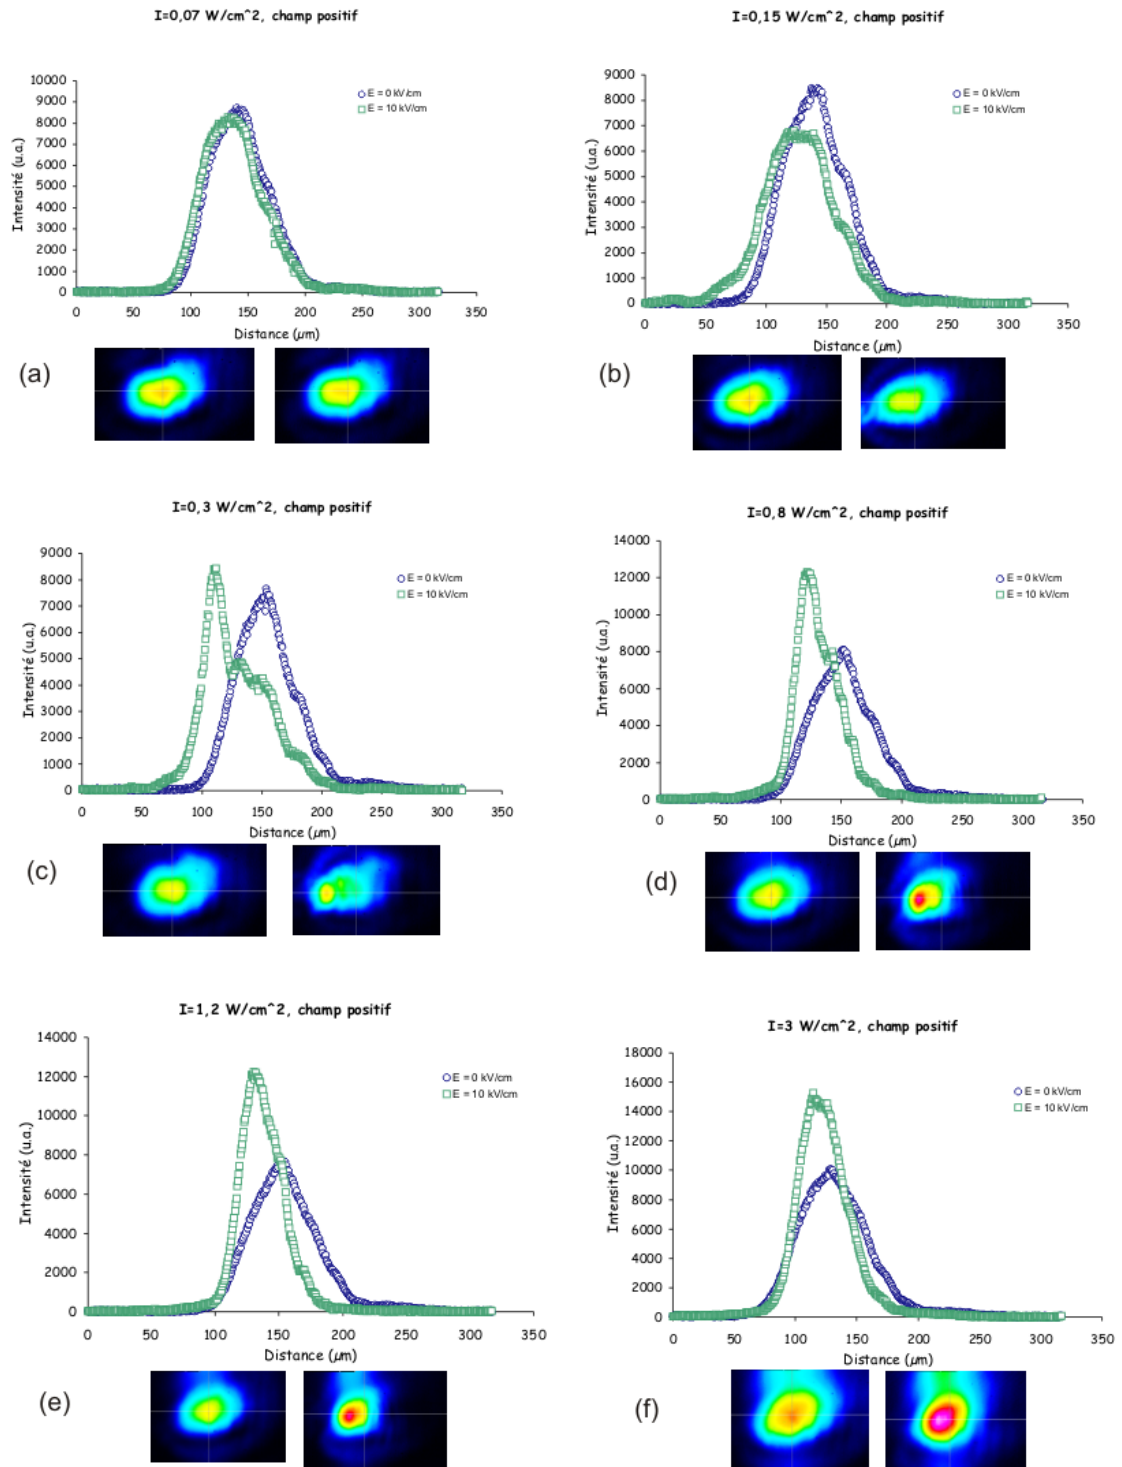 I=0,07 W/cm^2, champ positif
10000
9000
8000
7000
6000
5000
4000
3000
2000
1000
0
Intensité (u.a.)
E = 0 kV/cm
E = 10 kV/cm
0 50 100 150 200 250 300 350
Distance (µm)
(a)
I=0,15 W/cm^2, champ positif
9000
8000
7000
6000
5000
4000
3000
2000
1000
0
Intensité (u.a.)
E = 0 kV/cm
E = 10 kV/cm
0 50 100 150 200 250 300 350
Distance (µm)
(b)
I=0,3 W/cm^2, champ positif
9000
8000
7000
6000
5000
4000
3000
2000
1000
0
Intensité (u.a.)
E = 0 kV/cm
E = 10 kV/cm
0 50 100 150 200 250 300 350
Distance (µm)
(c)
I=0,8 W/cm^2, champ positif
14000
12000
10000
8000
6000
4000
2000
0
Intensité (u.a.)
E = 0 kV/cm
E = 10 kV/cm
0 50 100 150 200 250 300 350
Distance (µm)
(d)
I=1,2 W/cm^2, champ positif
14000
12000
10000
8000
6000
4000
2000
0
Intensité (u.a.)
E = 0 kV/cm
E = 10 kV/cm
0 50 100 150 200 250 300 350
Distance (µm)
(e)
I=3 W/cm^2, champ positif
18000
16000
14000
12000
10000
8000
6000
4000
2000
0
Intensité (u.a.)
E = 0 kV/cm
E = 10 kV/cm
0 50 100 150 200 250 300 350
Distance (µm)
(f)